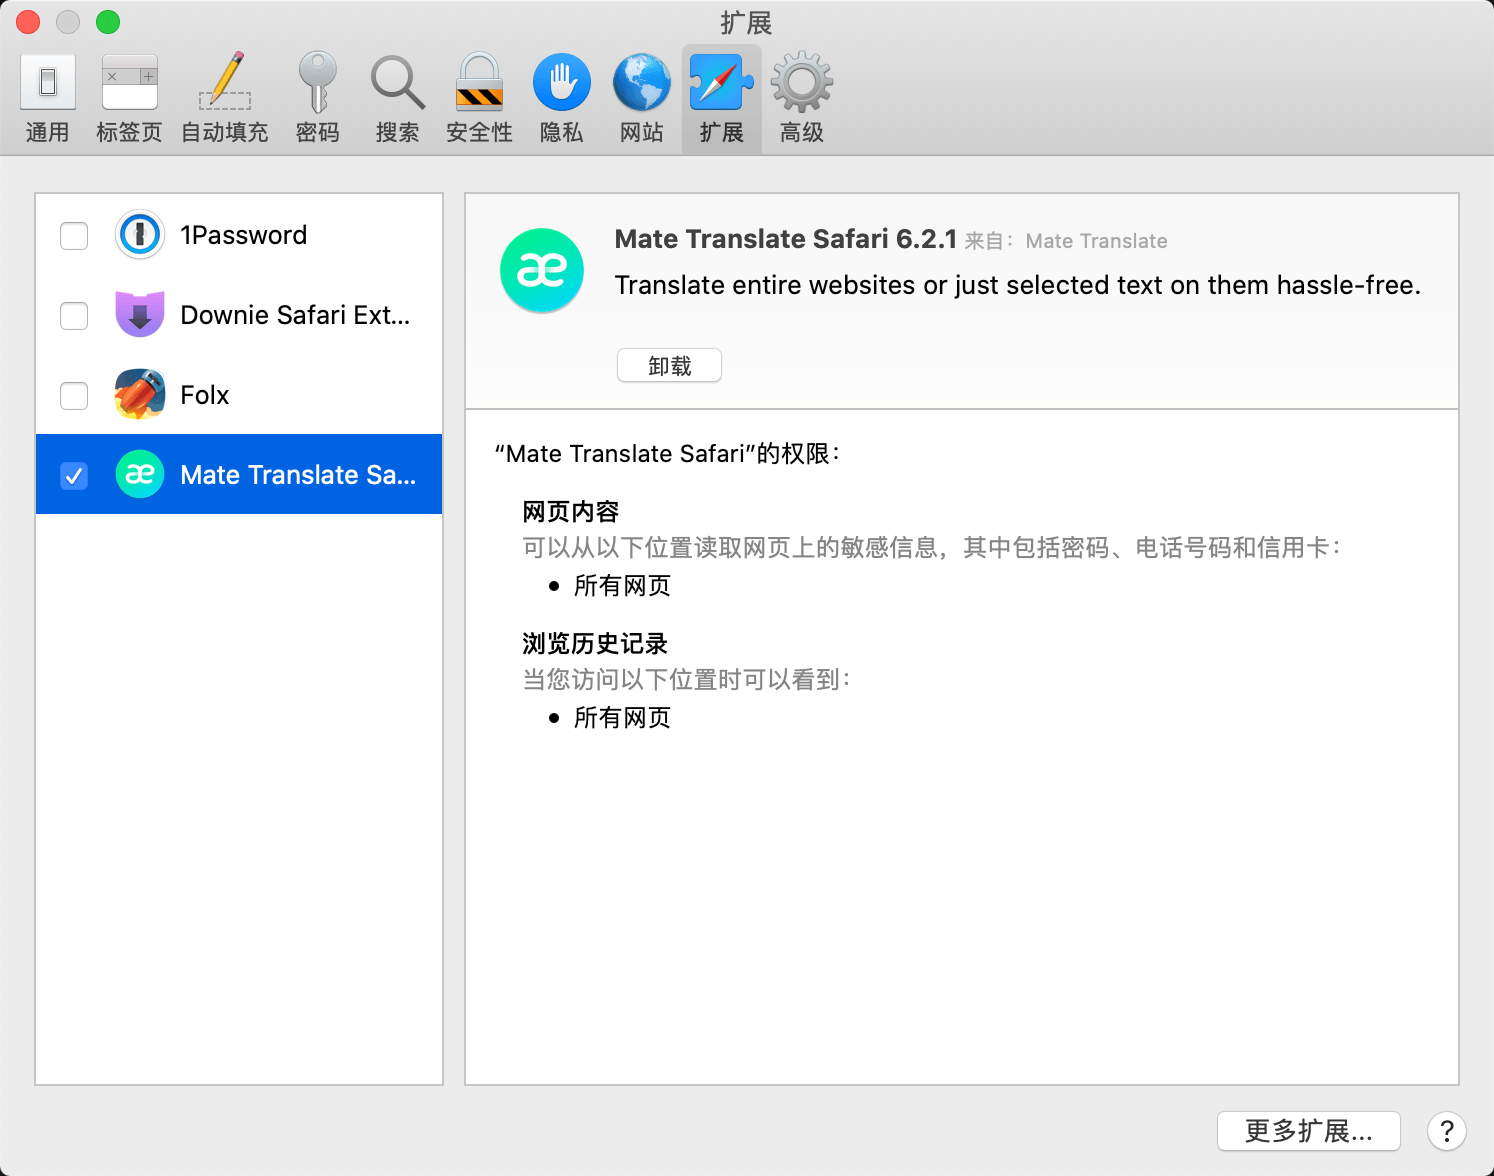 扩展
通用 标签页 自动填充 密码 搜索 安全性 隐私 网站 扩展 高级
1Password
Downie Safari Ext...
Folx
Mate Translate Sa...
Mate Translate Safari 6.2.1 来自：Mate Translate
Translate entire websites or just selected text on them hassle-free.
卸载
“Mate Translate Safari”的权限：
网页内容
可以从以下位置读取网页上的敏感信息，其中包括密码、电话号码和信用卡：
• 所有网页
浏览历史记录
当您访问以下位置时可以看到：
• 所有网页
更多扩展... ?